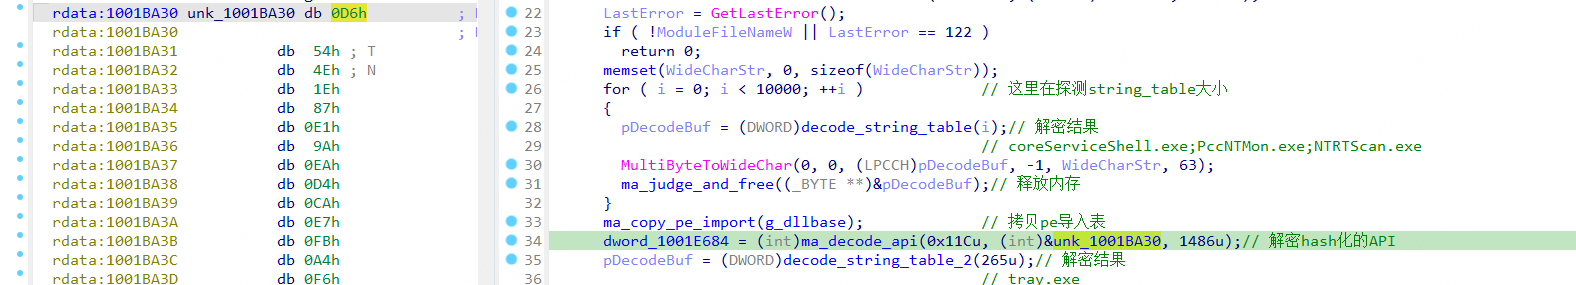 rdata:1001BA30 unk_1001BA30 db 0D6h ;
rdata:1001BA30 ;
rdata:1001BA31 db 54h ; T
rdata:1001BA32 db 4Eh ; N
rdata:1001BA33 db 1Eh
rdata:1001BA34 db 87h
rdata:1001BA35 db 0E1h
rdata:1001BA36 db 9Ah
rdata:1001BA37 db 0EAh
rdata:1001BA38 db 0D4h
rdata:1001BA39 db 0CAh
rdata:1001BA3A db 0E7h
rdata:1001BA3B db 0FBh
rdata:1001BA3C db 0A4h
rdata:1001BA3D db 0F6h
22 LastError = GetLastError();
23 if ( !ModuleFileNameW || LastError == 122 )
24 return 0;
25 memset(WideCharStr, 0, sizeof(WideCharStr));
26 for ( i = 0; i < 10000; ++i ) // 这里在探测string_table大小
27 {
28 pDecodeBuf = (DWORD)decode_string_table(i);// 解密结果
29 // coreServiceShell.exe;PccNTMon.exe;NTRTScan.exe
30 MultiByteToWideChar(0, 0, (LPCCH)pDecodeBuf, -1, WideCharStr, 63);
31 ma_judge_and_free((_BYTE **)&pDecodeBuf);// 释放内存
32 }
33 ma_copy_pe_import(g_dllbase); // 拷贝pe导入表
34 dword_1001E684 = (int)ma_decode_api(0x11Cu, (int)&unk_1001BA30, 1486u);// 解密hash化的API
35 pDecodeBuf = (DWORD)decode_string_table_2(265u);// 解密结果
36 // tray.exe